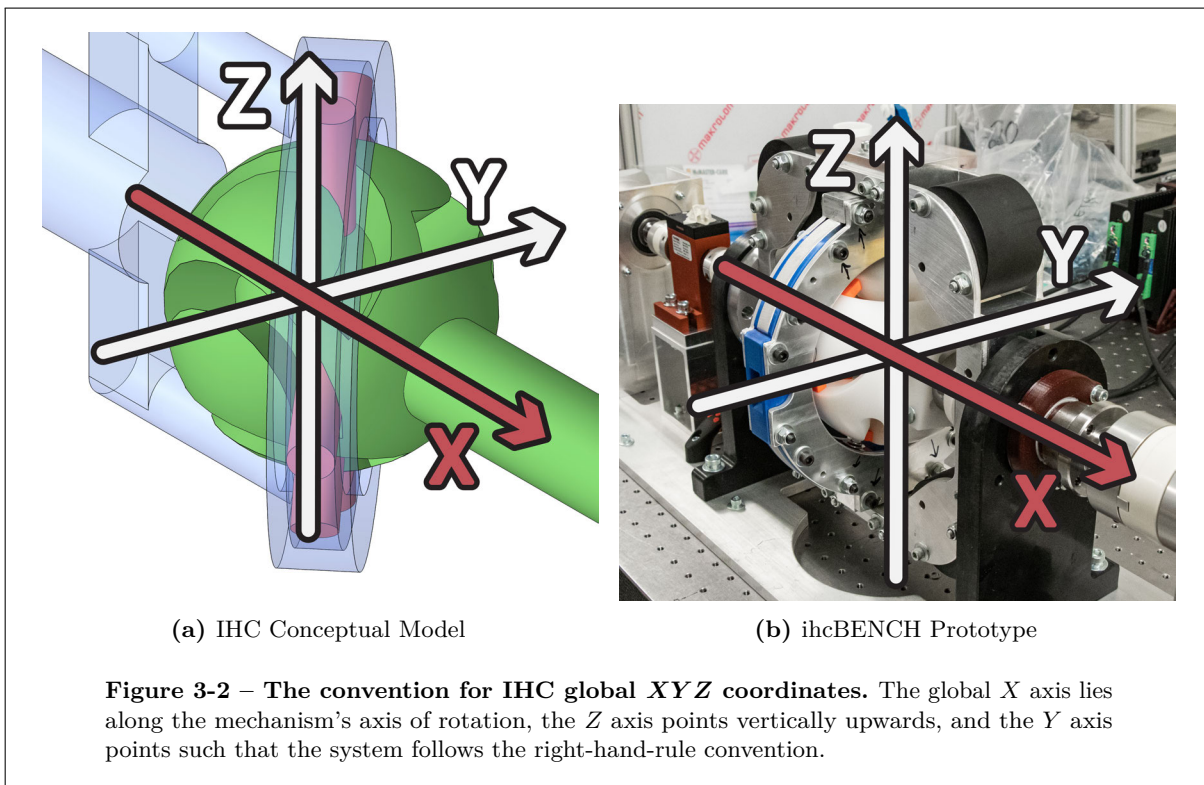 Z
Y
X
makrolon
Z
Y
X
(a) IHC Conceptual Model
(b) ihcBENCH Prototype
Figure 3-2 – The convention for IHC global XYZ coordinates. The global X axis lies
along the mechanism's axis of rotation, the Z axis points vertically upwards, and the Y axis
points such that the system follows the right-hand-rule convention.